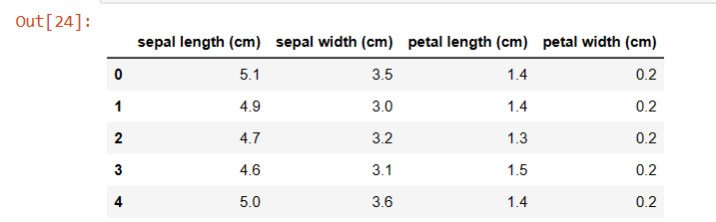 Out[24]:
sepal length (cm) sepal width (cm) petal length (cm) petal width (cm)
0 5.1 3.5 1.4 0.2
1 4.9 3.0 1.4 0.2
2 4.7 3.2 1.3 0.2
3 4.6 3.1 1.5 0.2
4 5.0 3.6 1.4 0.2